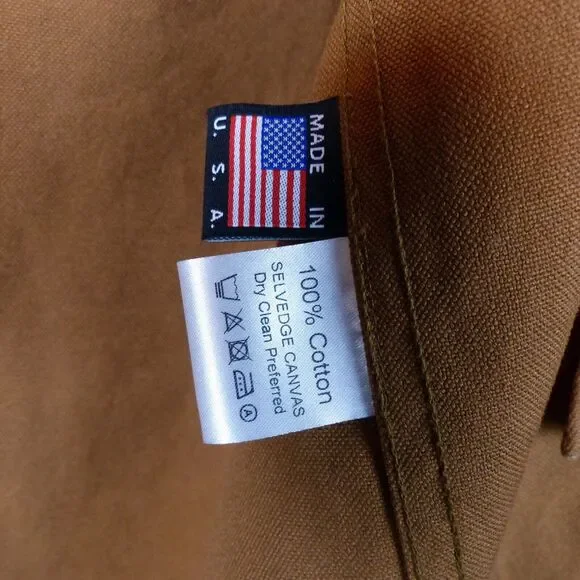 MADE IN
U. S. A.
100% Cotton
SELVEDGE CANVAS
Dry Clean Preferred
A